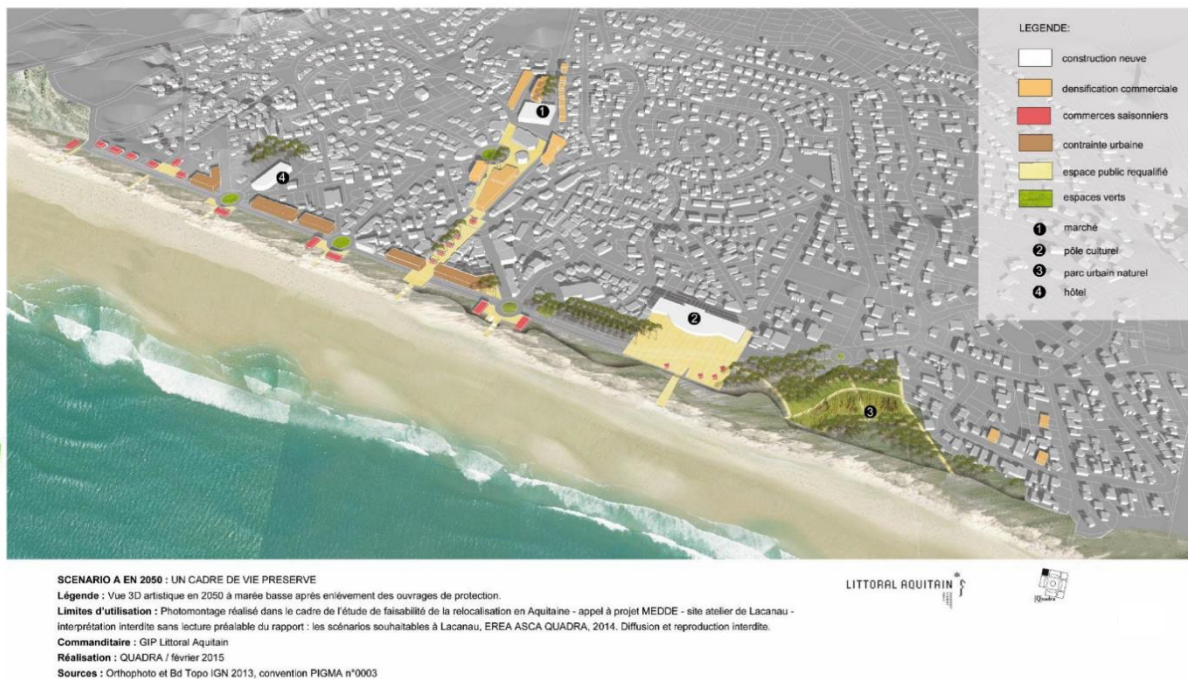 LEGENDE:
construction neuve
densification commerciale
commerces saisonniers
contrainte urbaine
espace public requalifié
espaces verts
1 marché
2 pôle culturel
3 parc urbain naturel
4 hôtel
1
4
2
3
SCENARIO A EN 2050 : UN CADRE DE VIE PRESERVE
Légende : Vue 3D artistique en 2050 à marée basse après enlèvement des ouvrages de protection.
Limites d'utilisation : Photomontage réalisé dans le cadre de l'étude de faisabilité de la relocalisation en Aquitaine - appel à projet MEDDE - site atelier de Lacanau -
interprétation interdite sans lecture préalable du rapport : les scénarios souhaitables à Lacanau, EREA ASCA QUADRA, 2014. Diffusion et reproduction interdite.
Commanditaire : GIP Littoral Aquitain
Réalisation : QUADRA / février 2015
Sources : Orthophoto et Bd Topo IGN 2013, convention PIGMA n°0003
LITTORAL AQUITAIN
Quadra